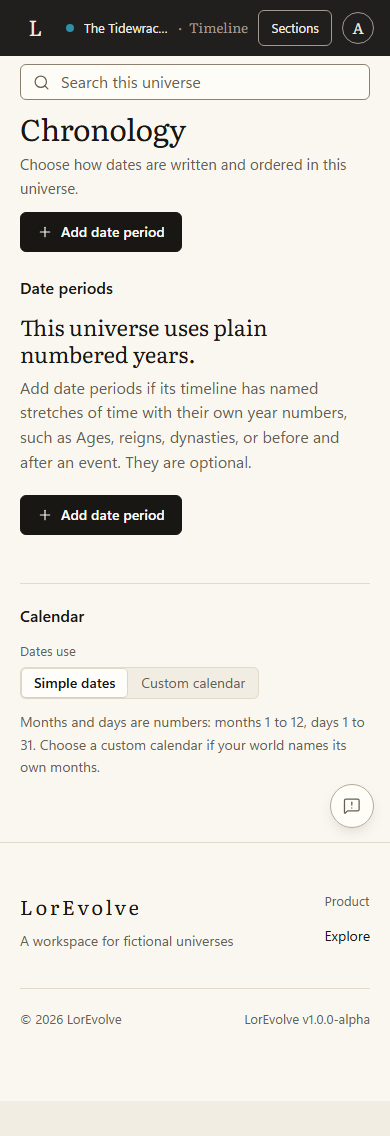 L The Tidewrac... · Timeline Sections A
Search this universe
Chronology
Choose how dates are written and ordered in this
universe.
+ Add date period
Date periods
This universe uses plain
numbered years.
Add date periods if its timeline has named
stretches of time with their own year numbers,
such as Ages, reigns, dynasties, or before and
after an event. They are optional.
+ Add date period
Calendar
Dates use
Simple dates Custom calendar
Months and days are numbers: months 1 to 12, days 1 to
31. Choose a custom calendar if your world names its
own months.
LorEvolve
Product
A workspace for fictional universes
Explore
© 2026 LorEvolve LorEvolve v1.0.0-alpha